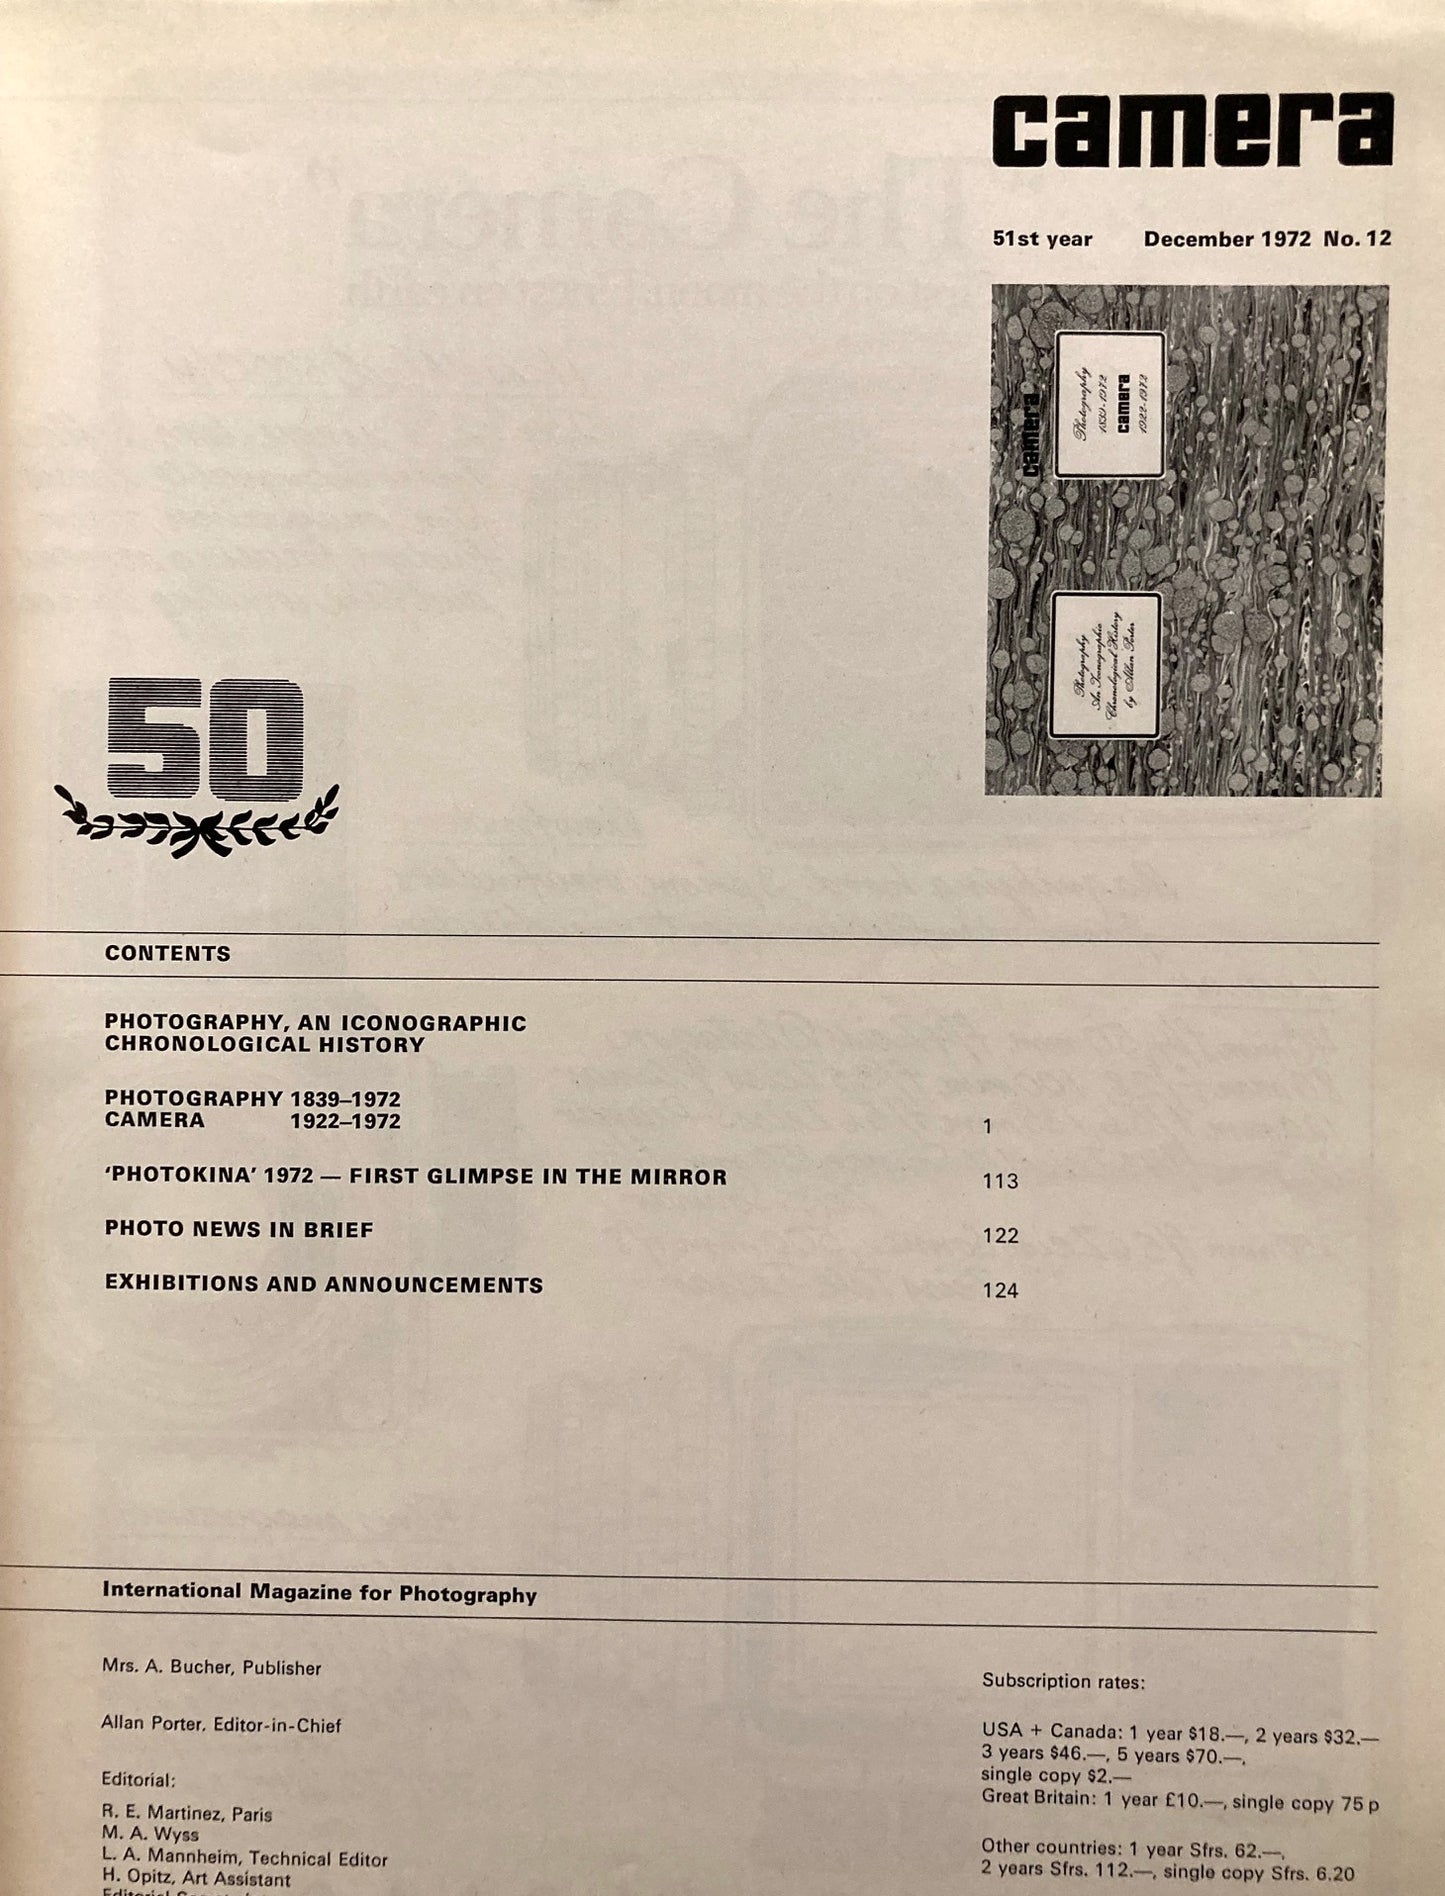 camera
51st year December 1972 No. 12
camera
Photography
1839-1972
camera
1922-1972
Photography
An Iconographic
Chronological History
by Allan Porter
50
CONTENTS
PHOTOGRAPHY, AN ICONOGRAPHIC
CHRONOLOGICAL HISTORY
PHOTOGRAPHY 1839–1972
CAMERA 1922–1972 1
‘PHOTOKINA’ 1972 — FIRST GLIMPSE IN THE MIRROR 113
PHOTO NEWS IN BRIEF 122
EXHIBITIONS AND ANNOUNCEMENTS 124
International Magazine for Photography
Mrs. A. Bucher, Publisher
Allan Porter, Editor-in-Chief
Editorial:
R. E. Martinez, Paris
M. A. Wyss
L. A. Mannheim, Technical Editor
H. Opitz, Art Assistant
Subscription rates:
USA + Canada: 1 year $18.—, 2 years $32.—
3 years $46.—, 5 years $70.—,
single copy $2.—
Great Britain: 1 year £10.—, single copy 75 p
Other countries: 1 year Sfrs. 62.—,
2 years Sfrs. 112.—, single copy Sfrs. 6.20